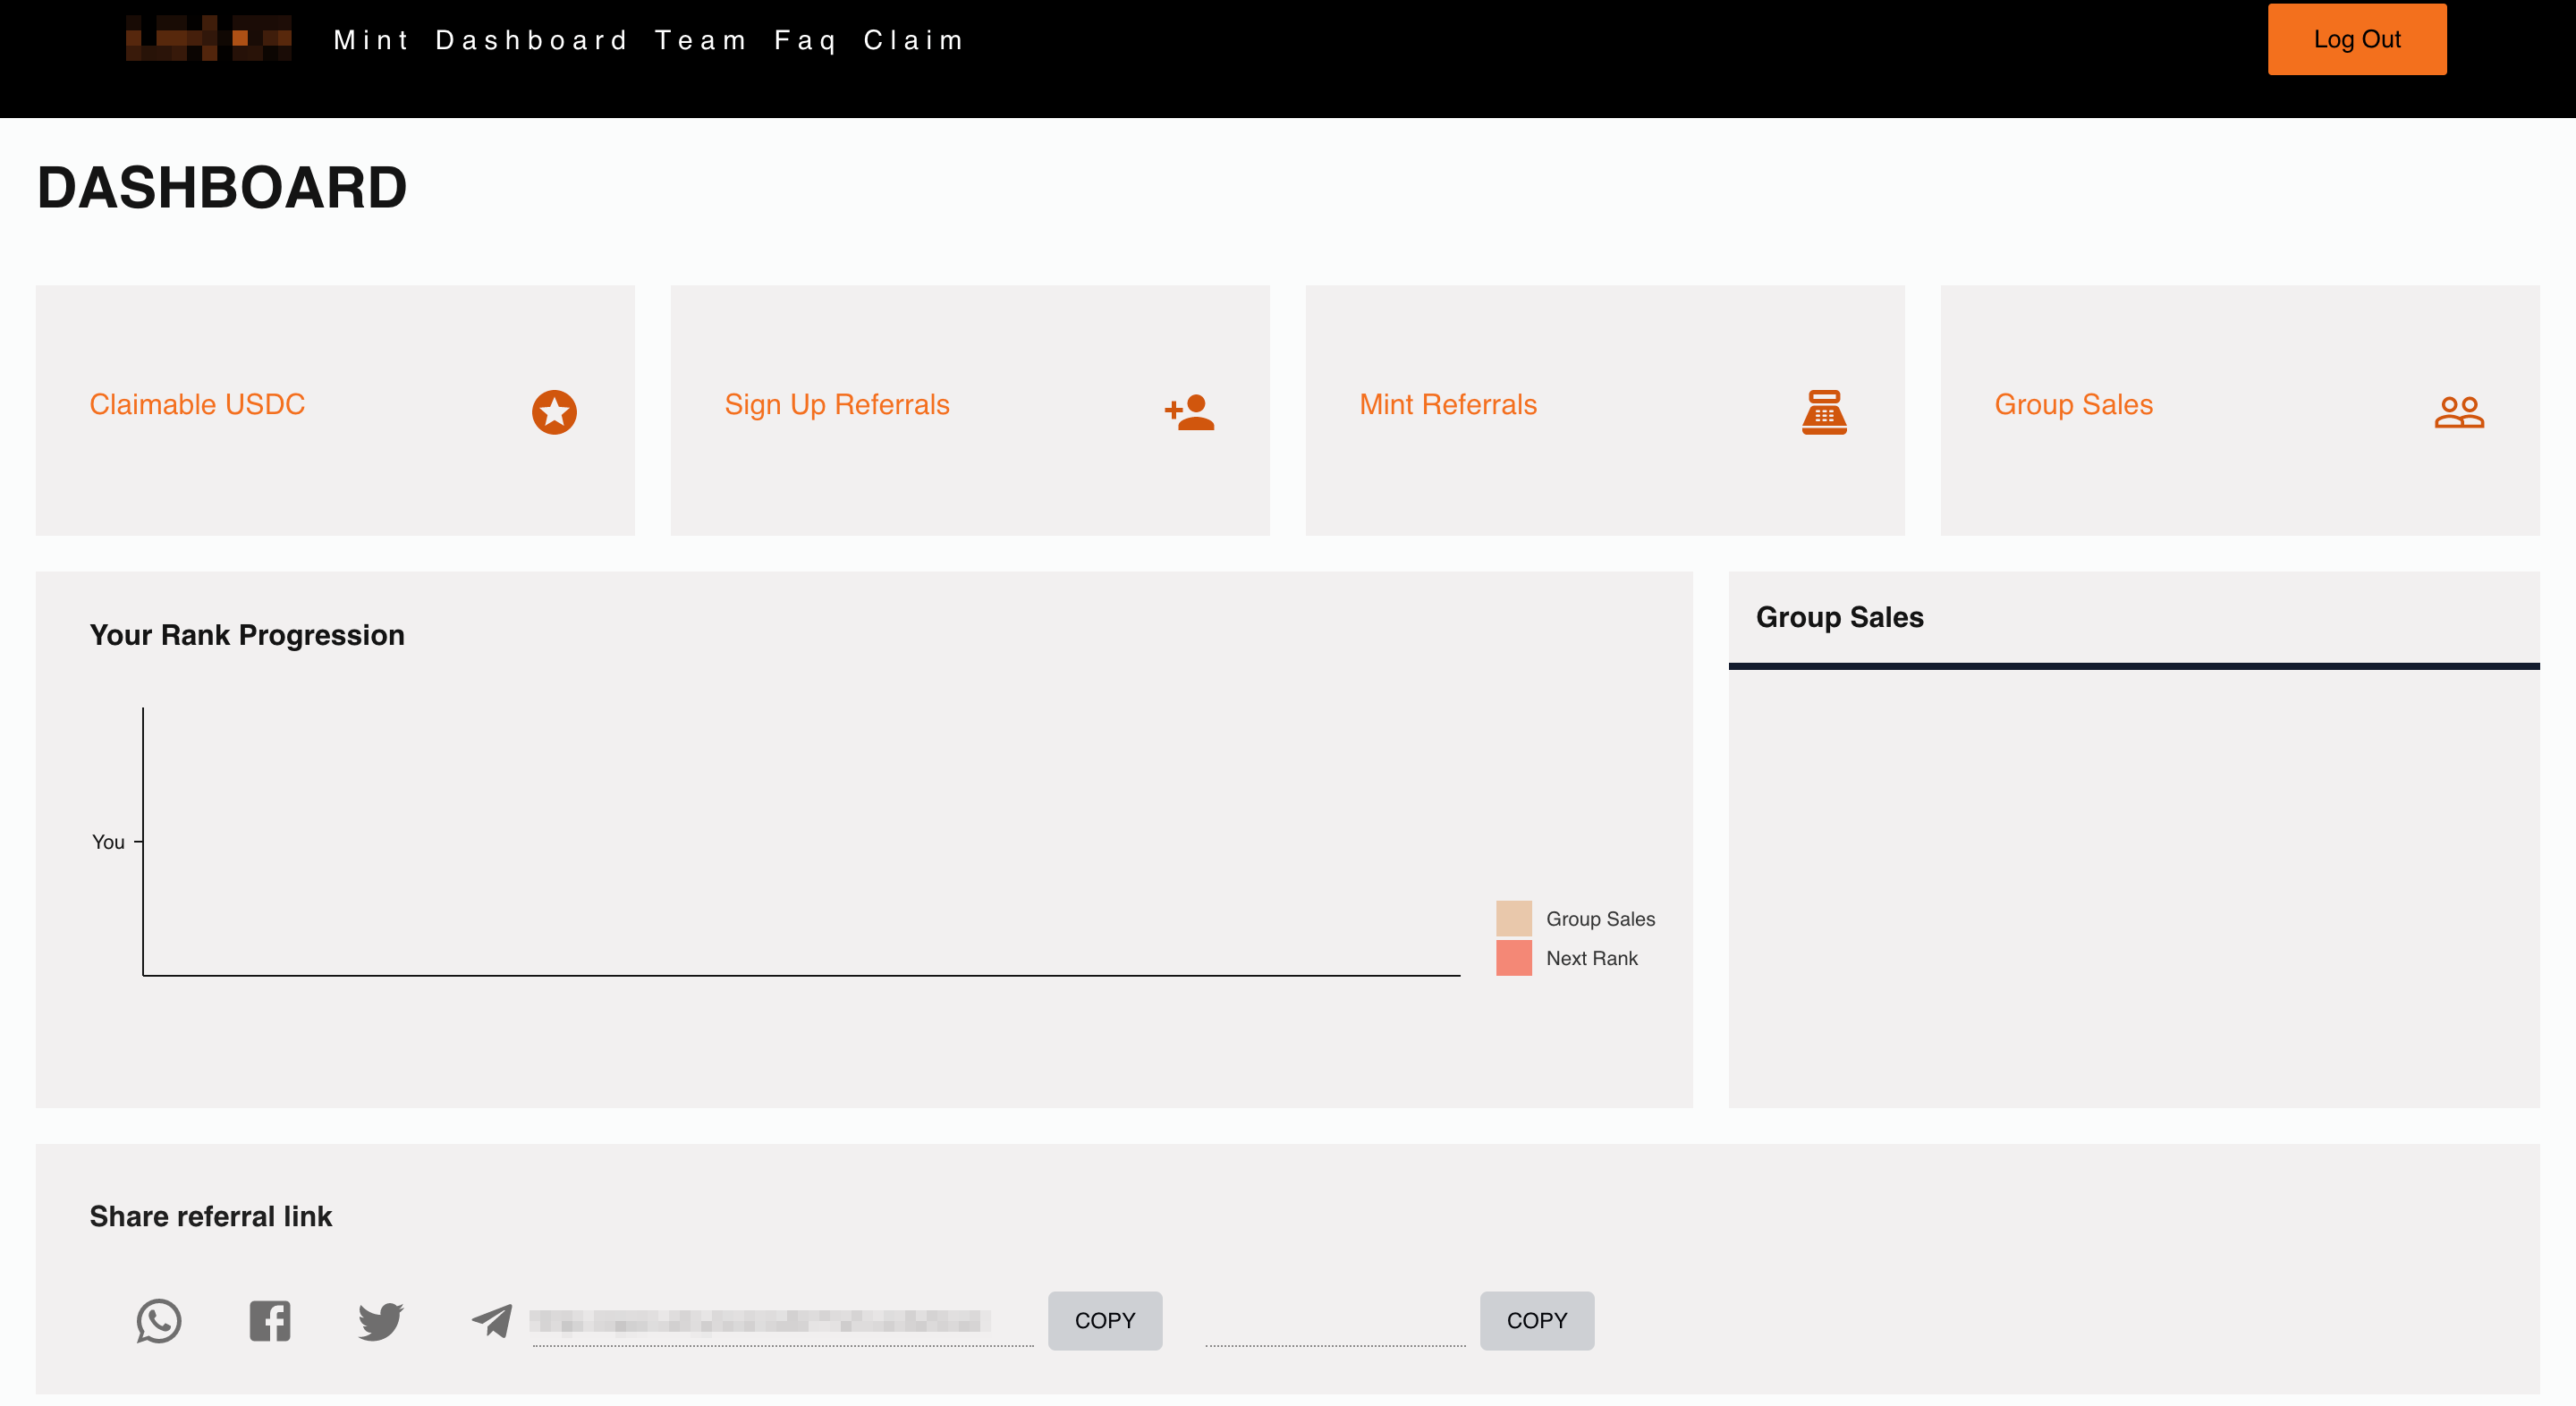 Mint Dashboard Team Faq Claim
Log Out
DASHBOARD
Claimable USDC
Sign Up Referrals
Mint Referrals
Group Sales
Your Rank Progression
You
Group Sales
Next Rank
Group Sales
Share referral link
COPY
COPY